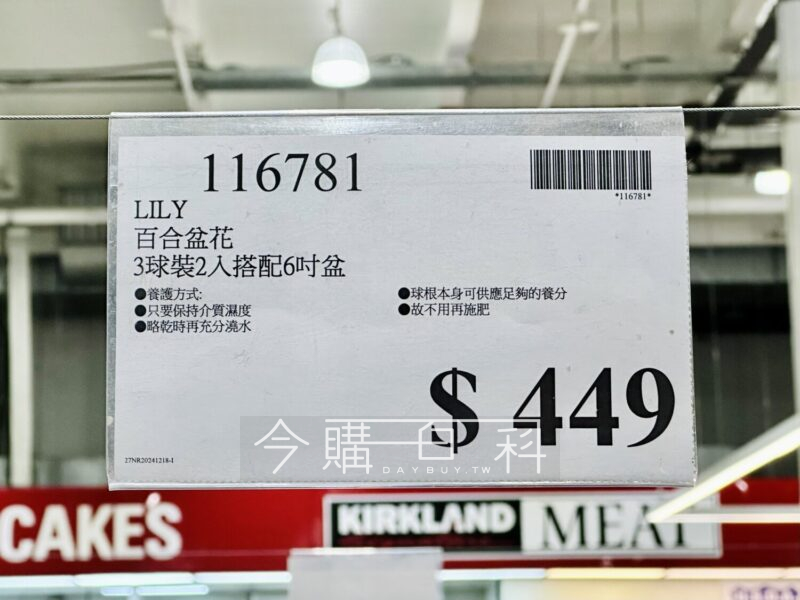 116781
*116781*
LILY
百合盆花
3球裝2入搭配6吋盆
●養護方式:
●只要保持介質濕度
●略乾時再充分澆水
●球根本身可供應足夠的養分
●故不用再施肥
$ 449
27NR20241218-1
今購百科
DAYBUY.TW
CAKES
KIRKLAND
MEAT